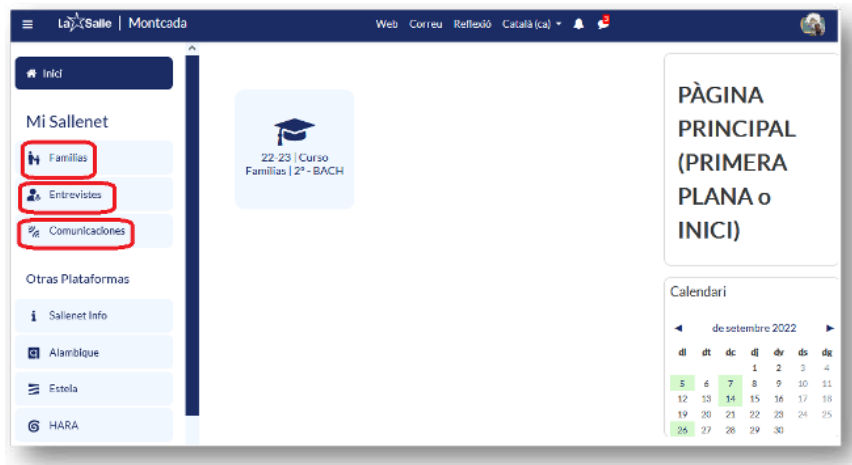 LaSalle | Montcada
Web Correu Reflexió Català (ca)
Inici
Mi Sallenet
Familias
Entrevistes
Comunicaciones
Otras Plataformas
Sallenet Info
Alambique
Estela
HARA
22-23 | Curso
Familias | 2º - BACH
PÀGINA
PRINCIPAL
(PRIMERA
PLANA o
INICI)
Calendari
de setembre 2022
dl dt dc dj dv ds dg
1 2 3 4
5 6 7 8 9 10 11
12 13 14 15 16 17 18
19 20 21 22 23 24 25
26 27 28 29 30